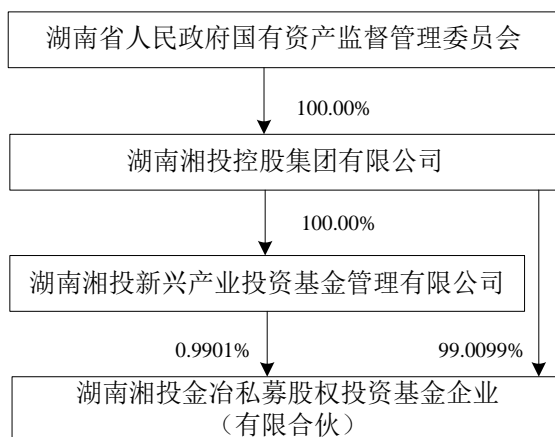 湖南省人民政府国有资产监督管理委员会
100.00%
湖南湘投控股集团有限公司
100.00%
湖南湘投新兴产业投资基金管理有限公司
0.9901%
99.0099%
湖南湘投金冶私募股权投资基金企业
（有限合伙）